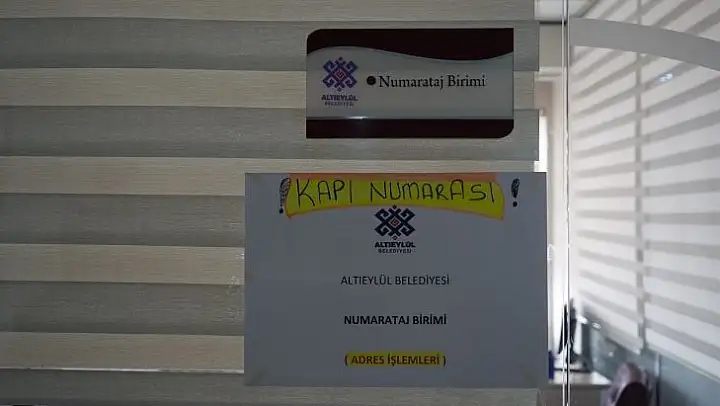 ALTIEYLÜL
BELEDİYESİ
Numarataj Birimi
! KAPI NUMARASI !
ALTIEYLÜL
BELEDİYESİ
ALTIEYLÜL BELEDİYESİ
NUMARATAJ BİRİMİ
( ADRES İŞLEMLERİ )